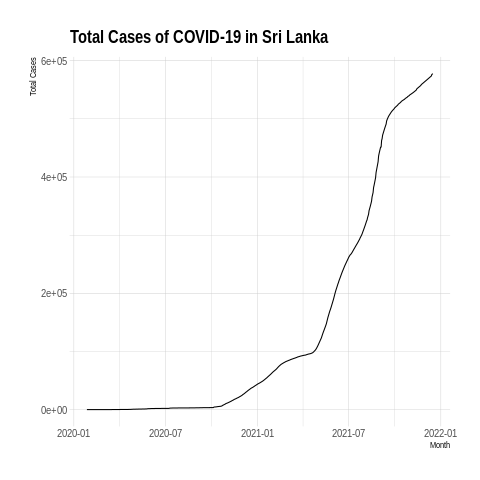 Total Cases of COVID-19 in Sri Lanka
Total Cases
6e+05
4e+05
2e+05
0e+00
2020-01 2020-07 2021-01 2021-07 2022-01
Month